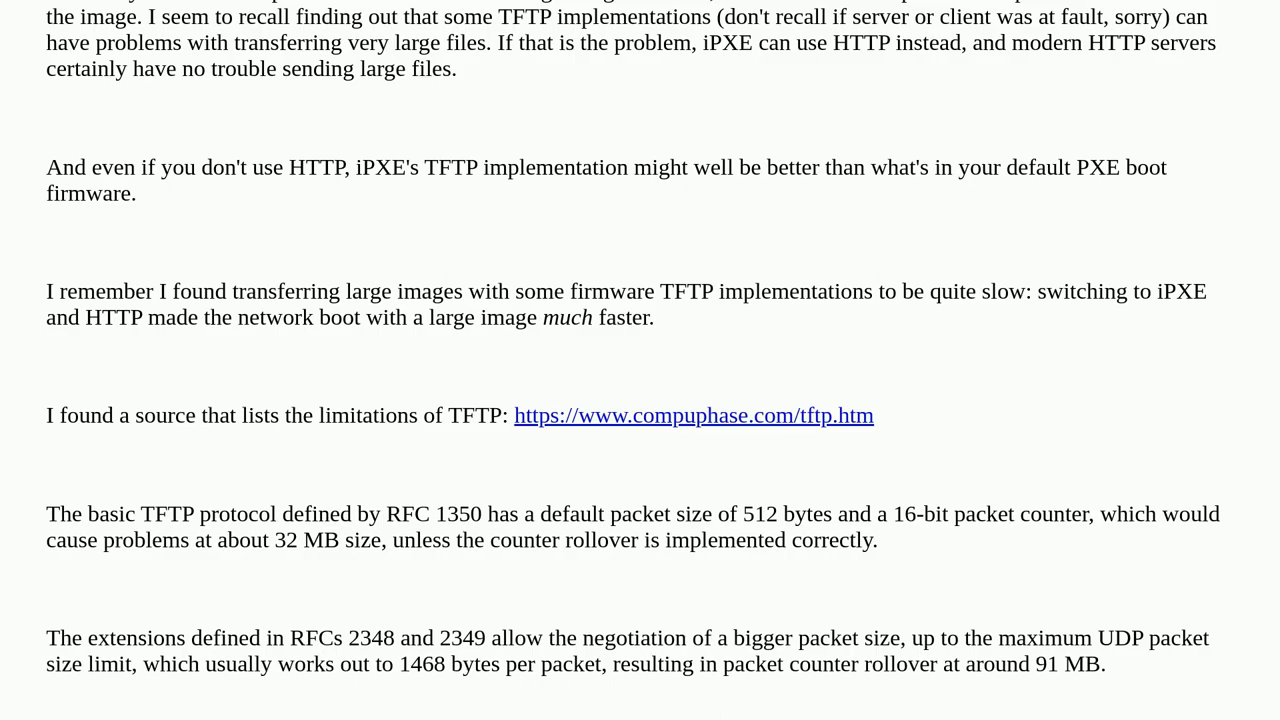 the image. I seem to recall finding out that some TFTP implementations (don't recall if server or client was at fault, sorry) can
have problems with transferring very large files. If that is the problem, iPXE can use HTTP instead, and modern HTTP servers
certainly have no trouble sending large files.
And even if you don't use HTTP, iPXE's TFTP implementation might well be better than what's in your default PXE boot
firmware.
I remember I found transferring large images with some firmware TFTP implementations to be quite slow: switching to iPXE
and HTTP made the network boot with a large image much faster.
I found a source that lists the limitations of TFTP: https://www.compuphase.com/tftp.htm
The basic TFTP protocol defined by RFC 1350 has a default packet size of 512 bytes and a 16-bit packet counter, which would
cause problems at about 32 MB size, unless the counter rollover is implemented correctly.
The extensions defined in RFCs 2348 and 2349 allow the negotiation of a bigger packet size, up to the maximum UDP packet
size limit, which usually works out to 1468 bytes per packet, resulting in packet counter rollover at around 91 MB.